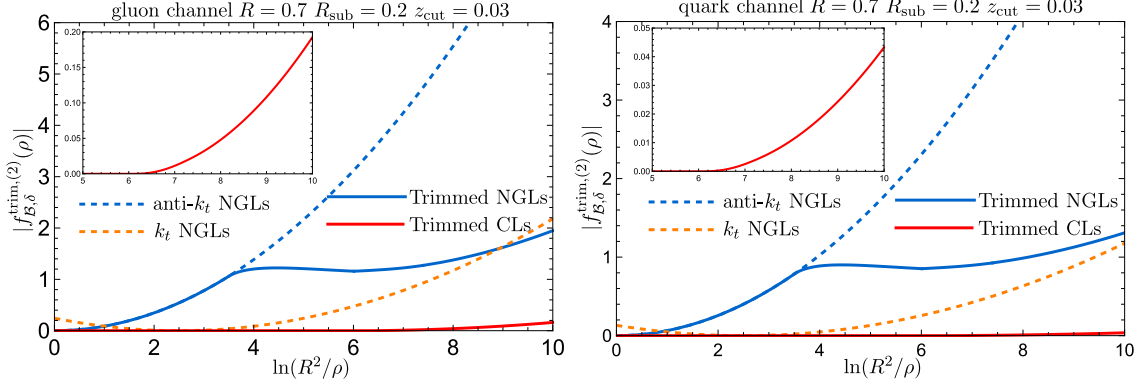 gluon channel R = 0.7 R_sub = 0.2 z_cut = 0.03
|f^{trim,(2)}_{B,δ}(ρ)|
6
5
4
3
2
1
0
0.20
0.15
0.10
0.05
0.00
5 6 7 8 9 10
anti-k_t NGLs
k_t NGLs
Trimmed NGLs
Trimmed CLs
0 2 4 6 8 10
ln(R²/ρ)
quark channel R = 0.7 R_sub = 0.2 z_cut = 0.03
|f^{trim,(2)}_{B,δ}(ρ)|
4
3
2
1
0
0.05
0.04
0.03
0.02
0.01
0.00
5 6 7 8 9 10
anti-k_t NGLs
k_t NGLs
Trimmed NGLs
Trimmed CLs
0 2 4 6 8 10
ln(R²/ρ)